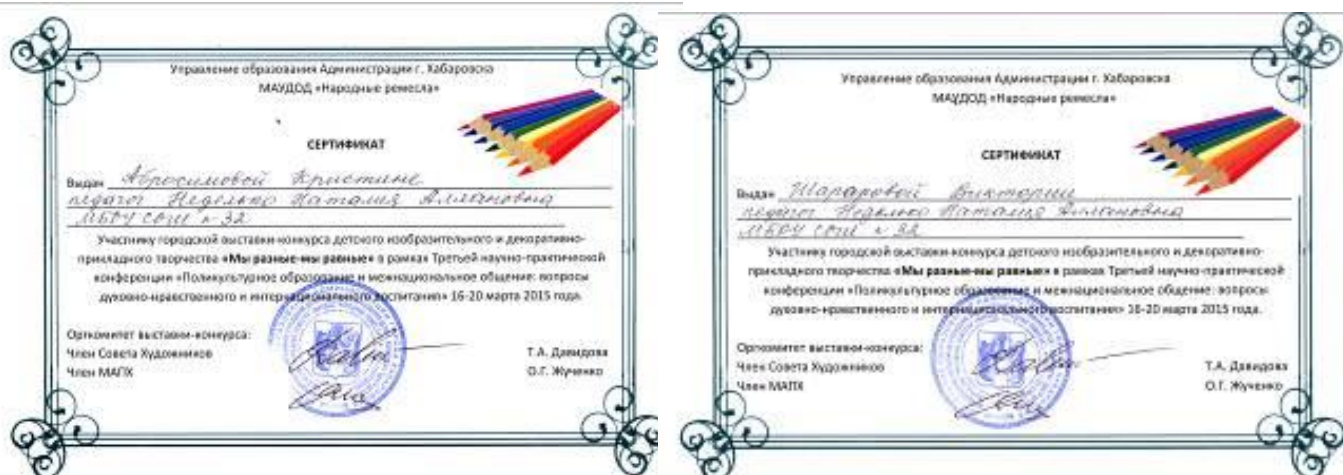 Управление образования Администрации г. Хабаровска
МАУДОД «Народные ремесла»
СЕРТИФИКАТ
Выдан Абросимовой Кристине
педагог Неделько Наталия
МБОУ СОШ № 32
Участнику городской выставки-конкурса детского изобразительного и декоративно-
прикладного творчества «Мы разные-мы равные» в рамках Третьей научно-практической
конференции «Поликультурное образование и межнациональное общение: вопросы
духовно-нравственного и интернационального воспитания» 16-20 марта 2015 года.
Оргкомитет выставки-конкурса:
Член Совета Художников Т.А. Давидова
Член МАПХ О.Г. Жученко
Управление образования Администрации г. Хабаровска
МАУДОД «Народные ремесла»
СЕРТИФИКАТ
Выдан Шараровой Виктории
педагог Неделько Наталия
МБОУ СОШ № 32
Участнику городской выставки-конкурса детского изобразительного и декоративно-
прикладного творчества «Мы разные-мы равные» в рамках Третьей научно-практической
конференции «Поликультурное образование и межнациональное общение: вопросы
духовно-нравственного и интернационального воспитания» 16-20 марта 2015 года.
Оргкомитет выставки-конкурса:
Член Совета Художников Т.А. Давидова
Член МАПХ О.Г. Жученко